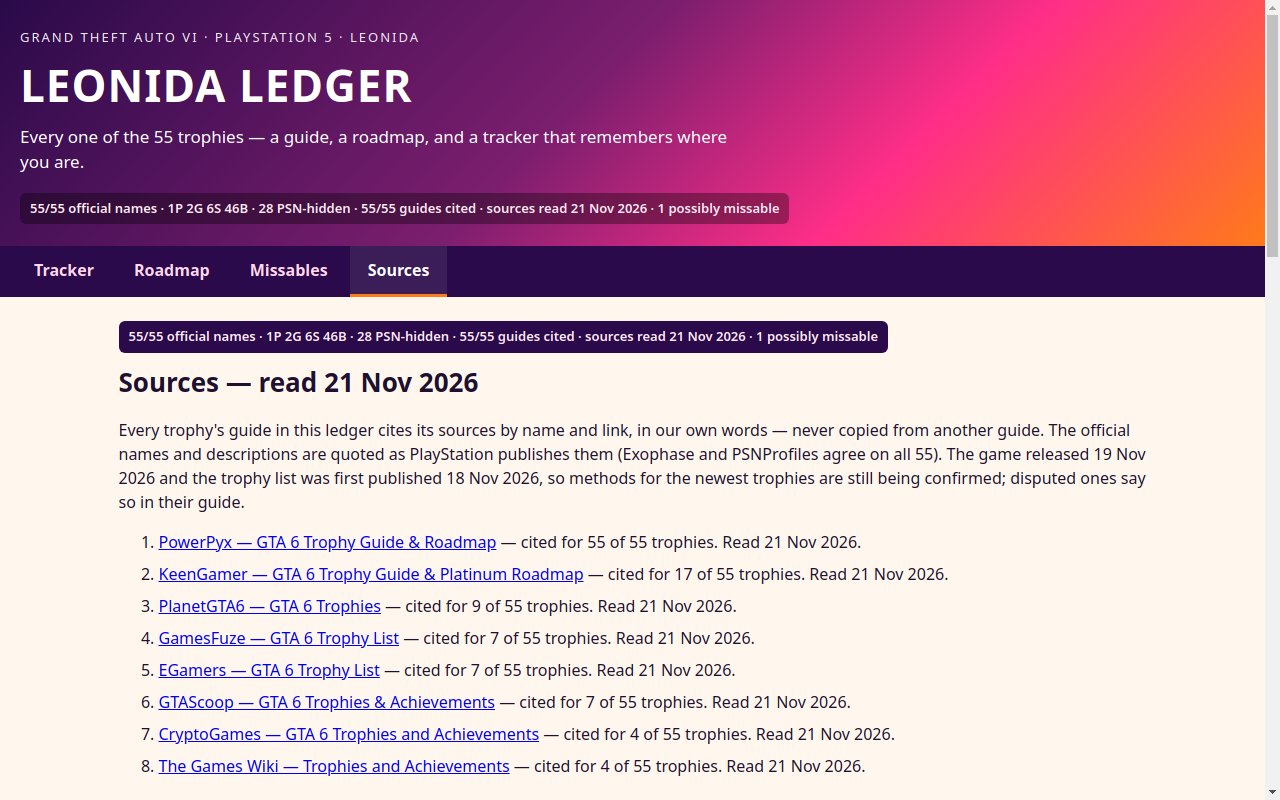 GRAND THEFT AUTO VI · PLAYSTATION 5 · LEONIDA
LEONIDA LEDGER
Every one of the 55 trophies — a guide, a roadmap, and a tracker that remembers where
you are.
55/55 official names · 1P 2G 6S 46B · 28 PSN-hidden · 55/55 guides cited · sources read 21 Nov 2026 · 1 possibly missable
Tracker Roadmap Missables Sources
55/55 official names · 1P 2G 6S 46B · 28 PSN-hidden · 55/55 guides cited · sources read 21 Nov 2026 · 1 possibly missable
Sources — read 21 Nov 2026
Every trophy's guide in this ledger cites its sources by name and link, in our own words — never copied from another guide. The official
names and descriptions are quoted as PlayStation publishes them (Exophase and PSNProfiles agree on all 55). The game released 19 Nov
2026 and the trophy list was first published 18 Nov 2026, so methods for the newest trophies are still being confirmed; disputed ones say
so in their guide.
1. PowerPyx — GTA 6 Trophy Guide & Roadmap — cited for 55 of 55 trophies. Read 21 Nov 2026.
2. KeenGamer — GTA 6 Trophy Guide & Platinum Roadmap — cited for 17 of 55 trophies. Read 21 Nov 2026.
3. PlanetGTA6 — GTA 6 Trophies — cited for 9 of 55 trophies. Read 21 Nov 2026.
4. GamesFuze — GTA 6 Trophy List — cited for 7 of 55 trophies. Read 21 Nov 2026.
5. EGamers — GTA 6 Trophy List — cited for 7 of 55 trophies. Read 21 Nov 2026.
6. GTAScoop — GTA 6 Trophies & Achievements — cited for 7 of 55 trophies. Read 21 Nov 2026.
7. CryptoGames — GTA 6 Trophies and Achievements — cited for 4 of 55 trophies. Read 21 Nov 2026.
8. The Games Wiki — Trophies and Achievements — cited for 4 of 55 trophies. Read 21 Nov 2026.